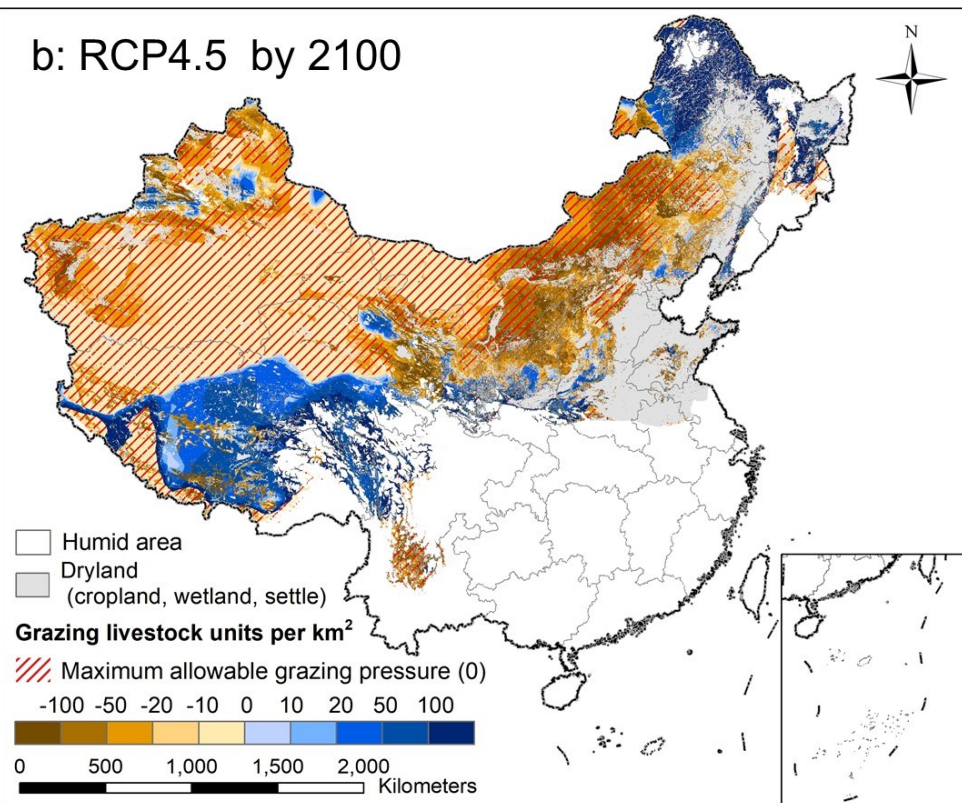 b: RCP4.5 by 2100
N
Humid area
Dryland
(cropland, wetland, settle)
Grazing livestock units per km²
Maximum allowable grazing pressure (0)
-100 -50 -20 -10 0 10 20 50 100
0 500 1,000 1,500 2,000
Kilometers